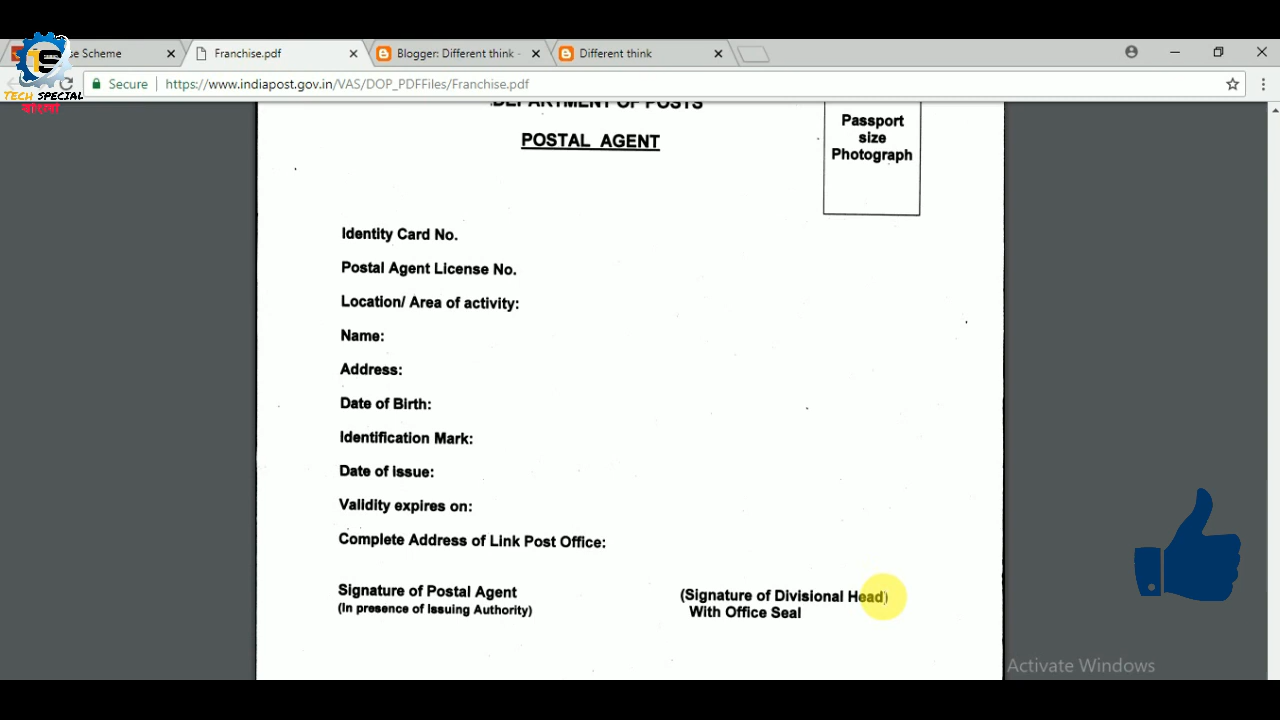 se Scheme
Franchise.pdf
Blogger: Different think -
Different think
TECH SPECIAL
বাংলা
Secure
https://www.indiapost.gov.in/VAS/DOP_PDFFiles/Franchise.pdf
DEPARTMENT OF POSTS
POSTAL AGENT
Passport
size
Photograph
Identity Card No.
Postal Agent License No.
Location/ Area of activity:
Name:
Address:
Date of Birth:
Identification Mark:
Date of issue:
Validity expires on:
Complete Address of Link Post Office:
Signature of Postal Agent
(In presence of Issuing Authority)
(Signature of Divisional Head)
With Office Seal
Activate Windows